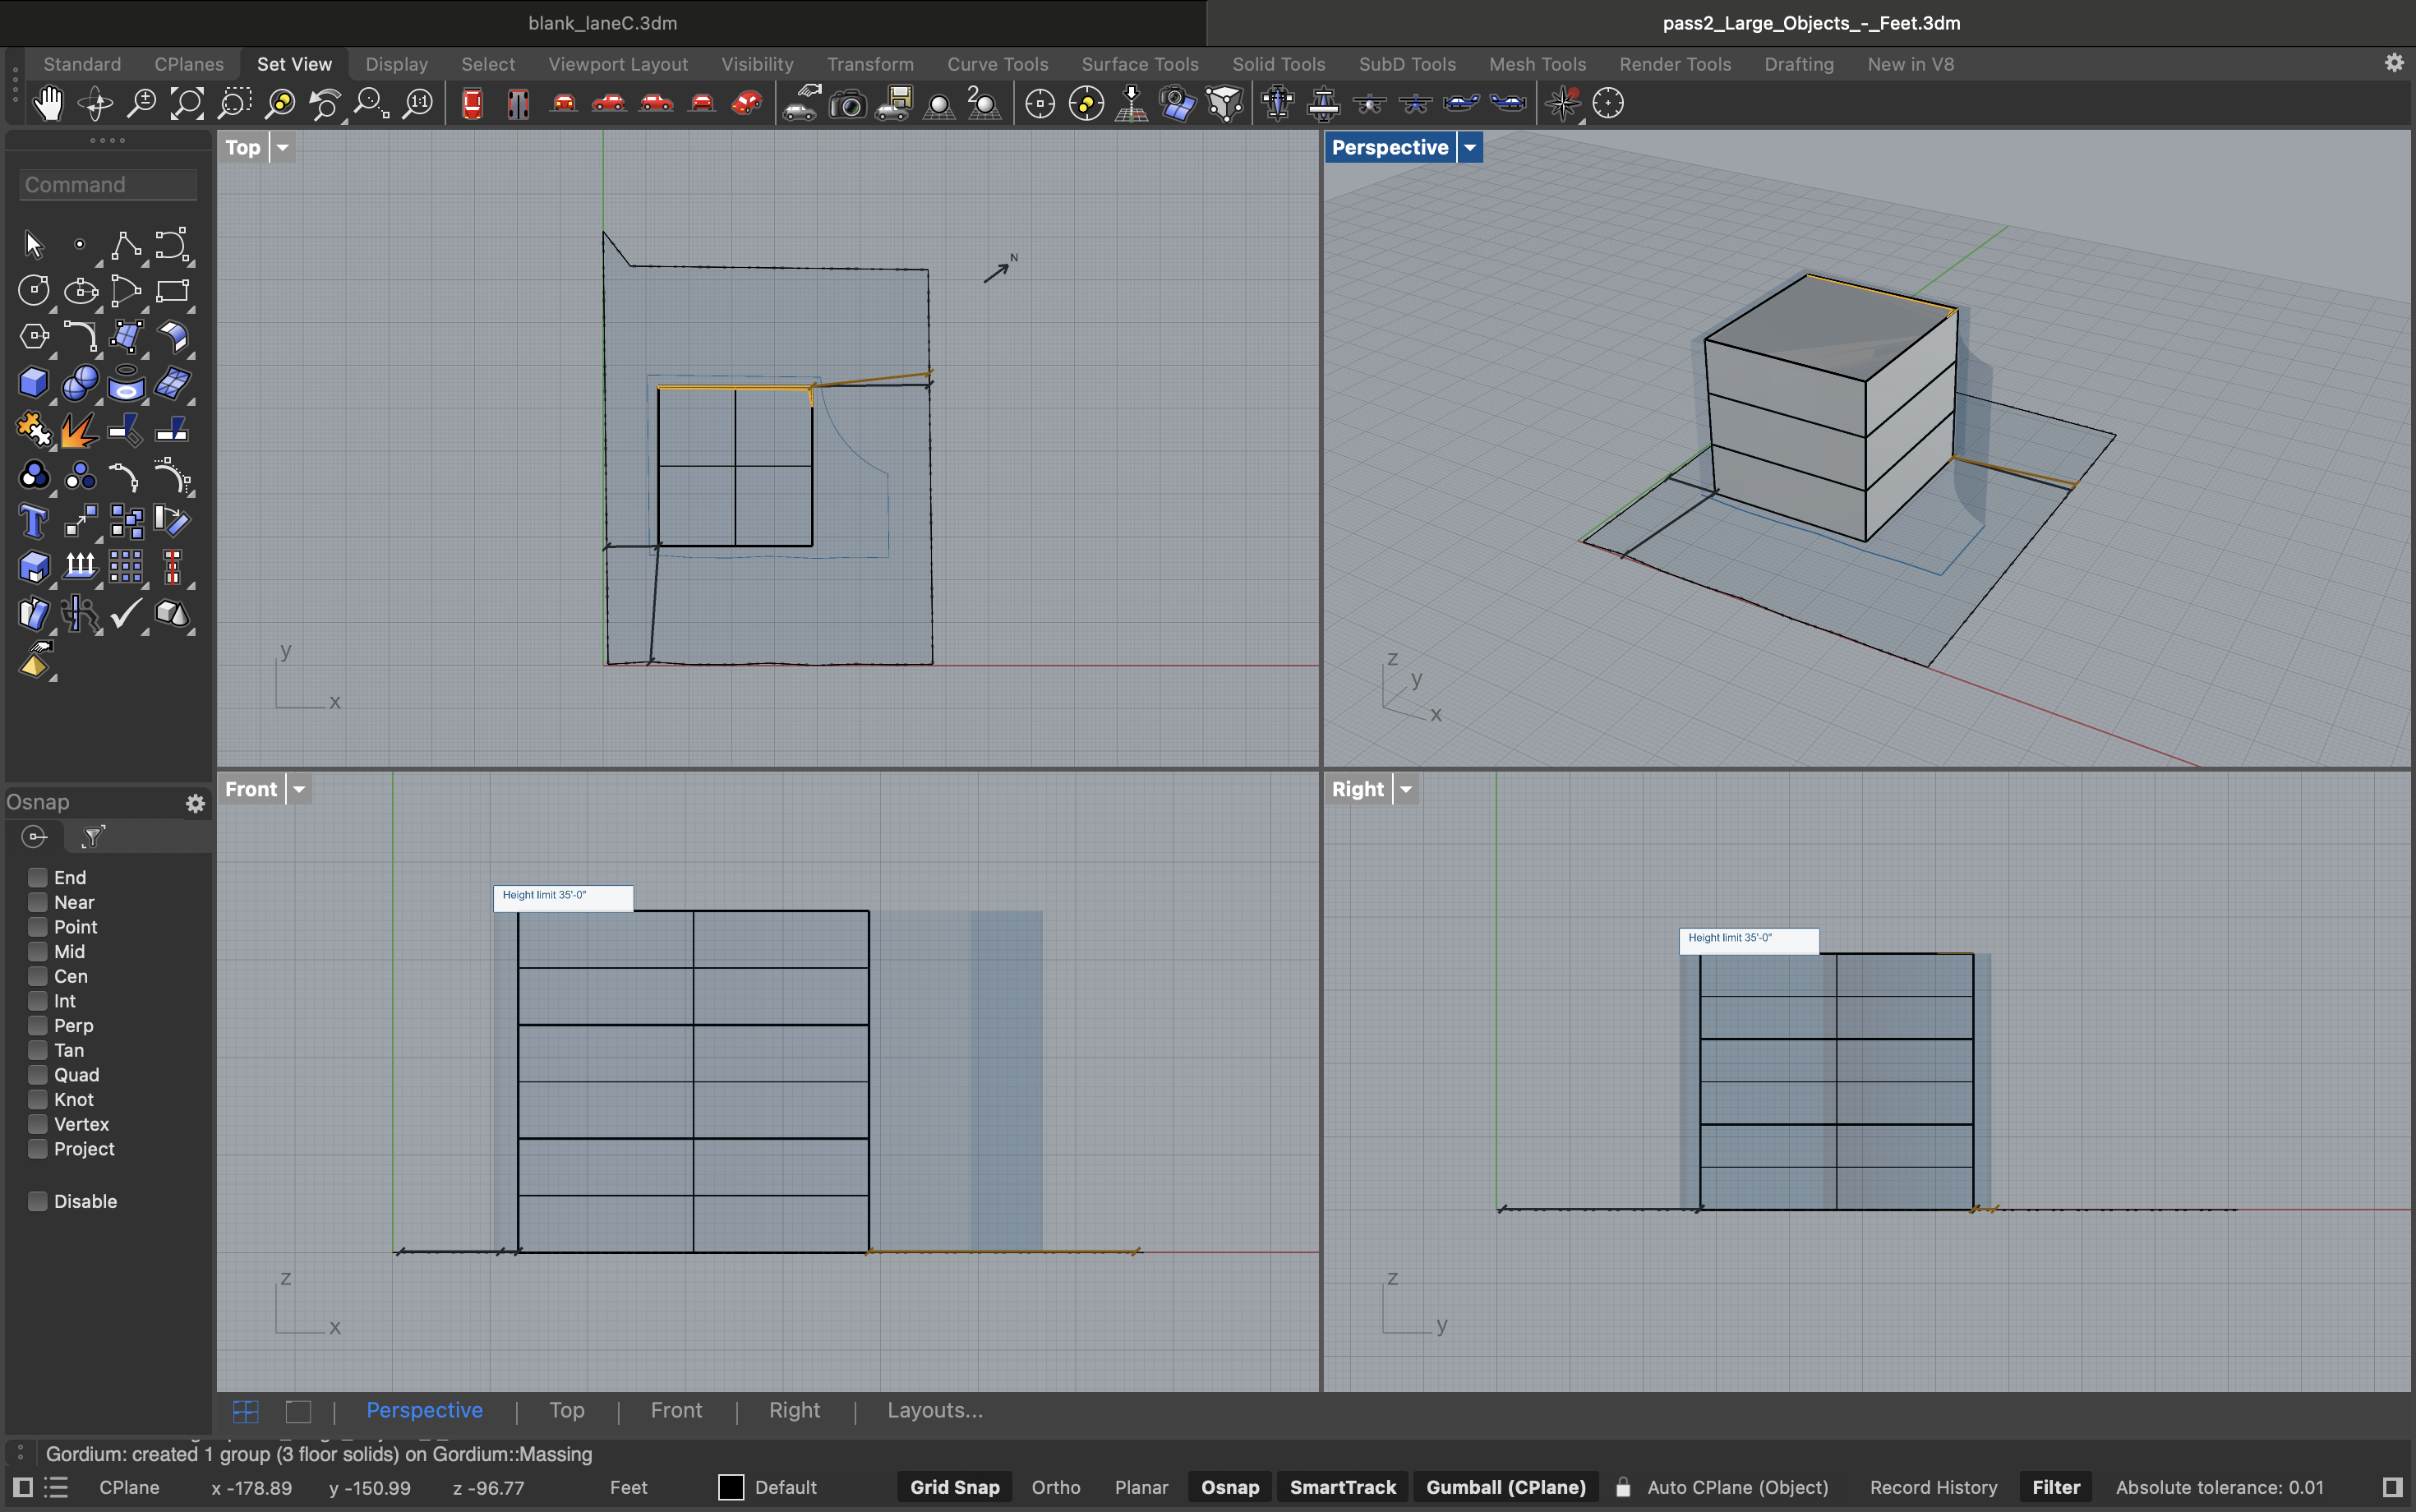 blank_laneC.3dm
pass2_Large_Objects_-_Feet.3dm
Standard CPlanes Set View Display Select Viewport Layout Visibility Transform Curve Tools Surface Tools Solid Tools SubD Tools Mesh Tools Render Tools Drafting New in V8
1:1
2
Command
Top
N
y
x
Perspective
z
y
x
Front
Height limit 35'-0"
z
x
Right
Height limit 35'-0"
z
y
Osnap
End
Near
Point
Mid
Cen
Int
Perp
Tan
Quad
Knot
Vertex
Project
Disable
Perspective Top Front Right Layouts...
Gordium: created 1 group (3 floor solids) on Gordium::Massing
CPlane x -178.89 y -150.99 z -96.77 Feet Default Grid Snap Ortho Planar Osnap SmartTrack Gumball (CPlane) Auto CPlane (Object) Record History Filter Absolute tolerance: 0.01